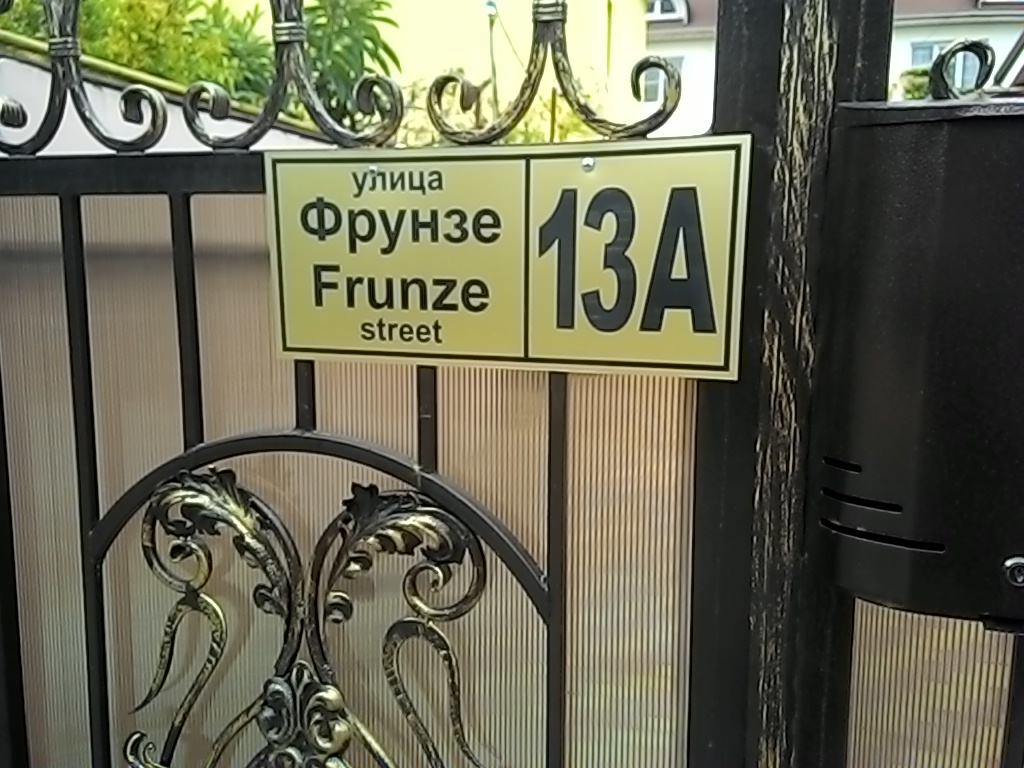 улица
Фрунзе
Frunze
street
13А